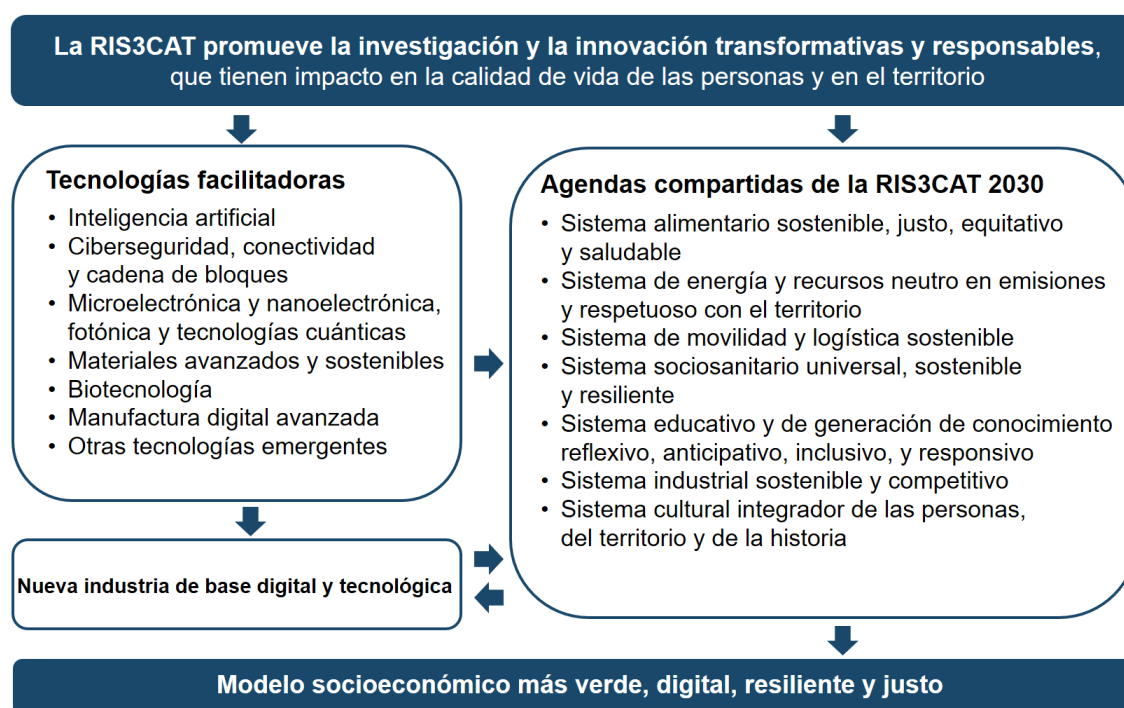 La RIS3CAT promueve la investigación y la innovación transformativas y responsables,
que tienen impacto en la calidad de vida de las personas y en el territorio
Tecnologías facilitadoras
• Inteligencia artificial
• Ciberseguridad, conectividad
y cadena de bloques
• Microelectrónica y nanoelectrónica,
fotónica y tecnologías cuánticas
• Materiales avanzados y sostenibles
• Biotecnología
• Manufactura digital avanzada
• Otras tecnologías emergentes
Nueva industria de base digital y tecnológica
Agendas compartidas de la RIS3CAT 2030
• Sistema alimentario sostenible, justo, equitativo
y saludable
• Sistema de energía y recursos neutro en emisiones
y respetuoso con el territorio
• Sistema de movilidad y logística sostenible
• Sistema sociosanitario universal, sostenible
y resiliente
• Sistema educativo y de generación de conocimiento
reflexivo, anticipativo, inclusivo, y responsivo
• Sistema industrial sostenible y competitivo
• Sistema cultural integrador de las personas,
del territorio y de la historia
Modelo socioeconómico más verde, digital, resiliente y justo